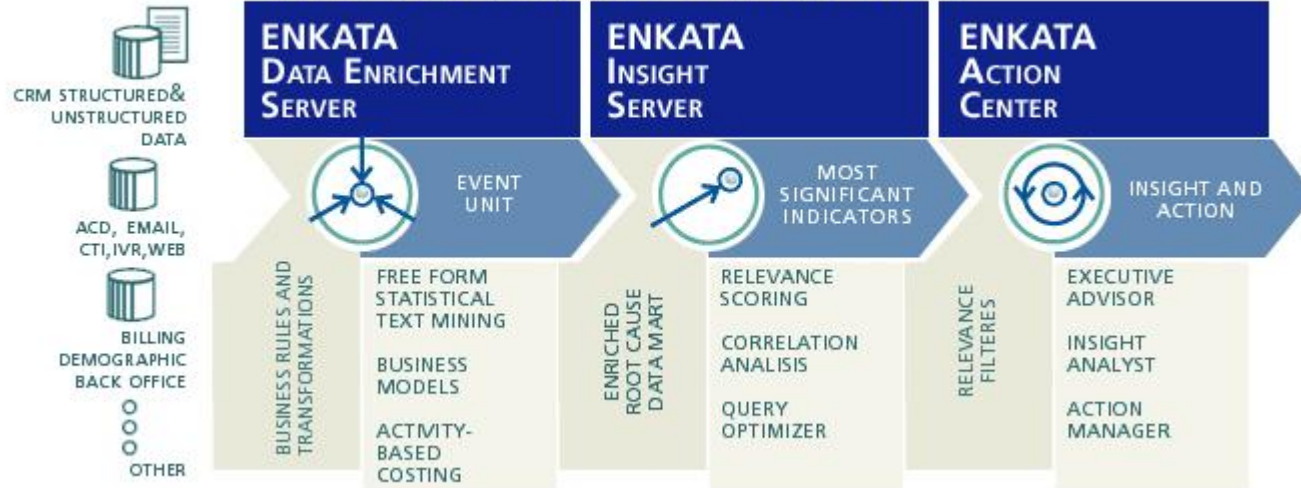 CRM STRUCTURED&
UNSTRUCTURED
DATA
ACD, EMAIL,
CTI,IVR,WEB
BILLING
DEMOGRAPHIC
BACK OFFICE
OTHER
ENKATA
DATA ENRICHMENT
SERVER
EVENT
UNIT
BUSINESS RULES AND
TRANSFORMATIONS
FREE FORM
STATISTICAL
TEXT MINING
BUSINESS
MODELS
ACTMITY-
BASED
COSTING
ENKATA
INSIGHT
SERVER
MOST
SIGNIFICANT
INDICATORS
ENRICHED
ROOT CAUSE
DATA MART
RELEVANCE
SCORING
CORRELATION
ANALISIS
QUERY
OPTIMIZER
ENKATA
ACTION
CENTER
INSIGHT AND
ACTION
RELEVANCE
FILTERES
EXECUTIVE
ADVISOR
INSIGHT
ANALYST
ACTION
MANAGER